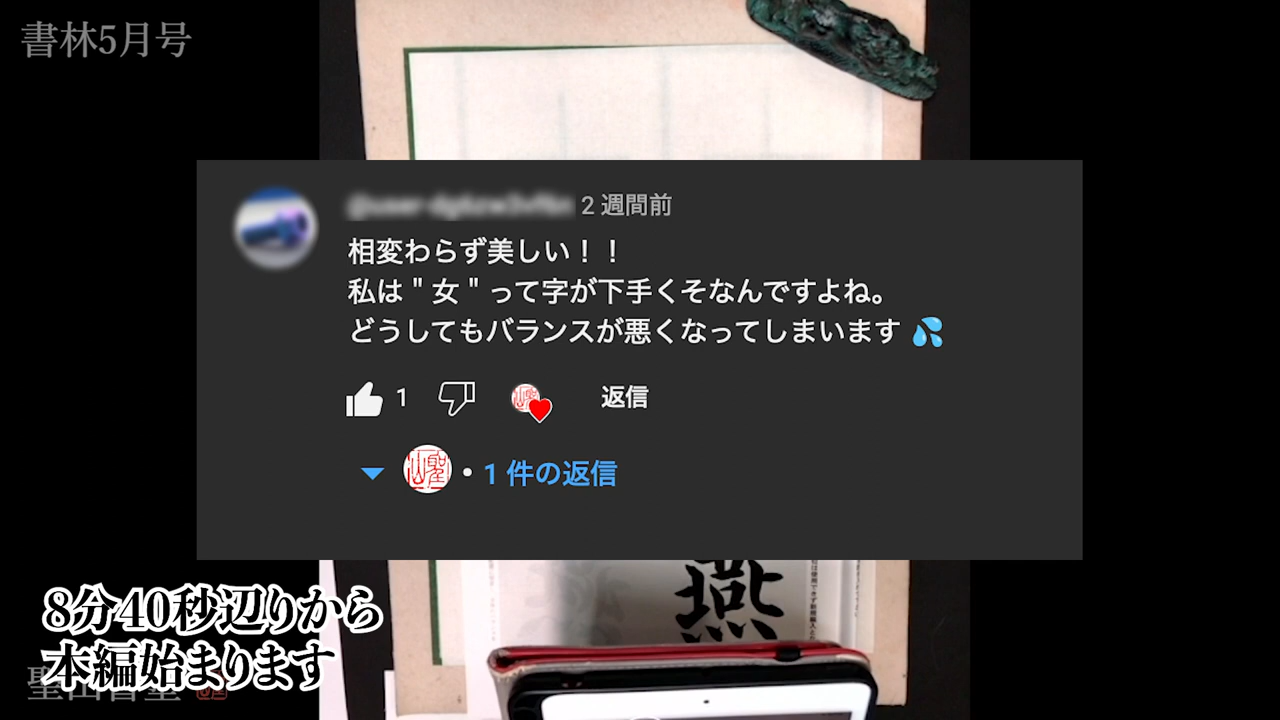 書林5月号
2 週間前
相変わらず美しい！！
私は " 女 " って字が下手くそなんですよね。
どうしてもバランスが悪くなってしまいます 💦
1
返信
1 件の返信
燕
8分40秒辺りから
本編始まります